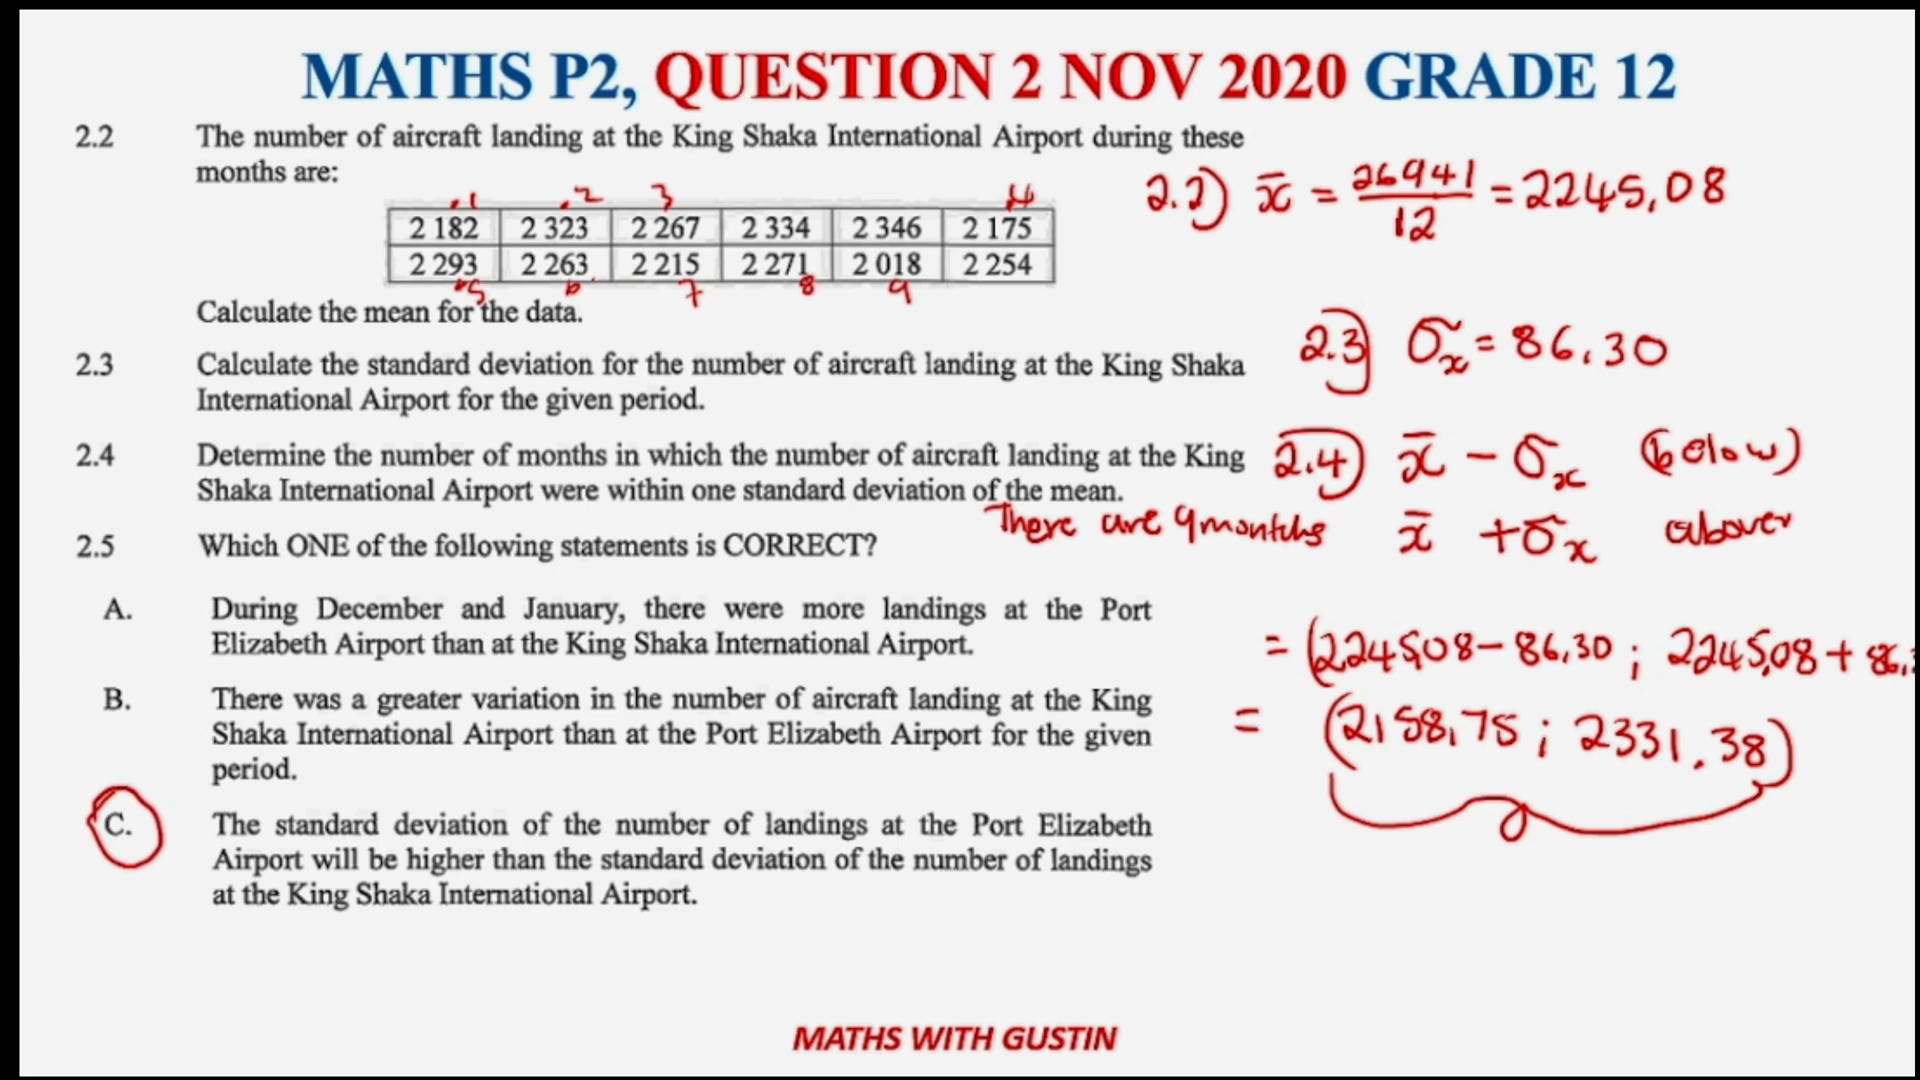 MATHS P2, QUESTION 2 NOV 2020 GRADE 12
2.2 The number of aircraft landing at the King Shaka International Airport during these
months are:
.1 .2 3 4
2 182 2 323 2 267 2 334 2 346 2 175
2 293 2 263 2 215 2 271 2 018 2 254
5 6 7 8 9
Calculate the mean for the data.
2.3 Calculate the standard deviation for the number of aircraft landing at the King Shaka
International Airport for the given period.
2.4 Determine the number of months in which the number of aircraft landing at the King
Shaka International Airport were within one standard deviation of the mean.
There are 9months
2.5 Which ONE of the following statements is CORRECT?
A. During December and January, there were more landings at the Port
Elizabeth Airport than at the King Shaka International Airport.
B. There was a greater variation in the number of aircraft landing at the King
Shaka International Airport than at the Port Elizabeth Airport for the given
period.
C. The standard deviation of the number of landings at the Port Elizabeth
Airport will be higher than the standard deviation of the number of landings
at the King Shaka International Airport.
2.2) x̄ = 26941/12 = 2245,08
2.3) σx = 86,30
2.4) x̄ - σx (below)
x̄ + σx above
= (2245,08 - 86,30 ; 2245,08 + 86,
= (2158,75 ; 2331.38)
MATHS WITH GUSTIN